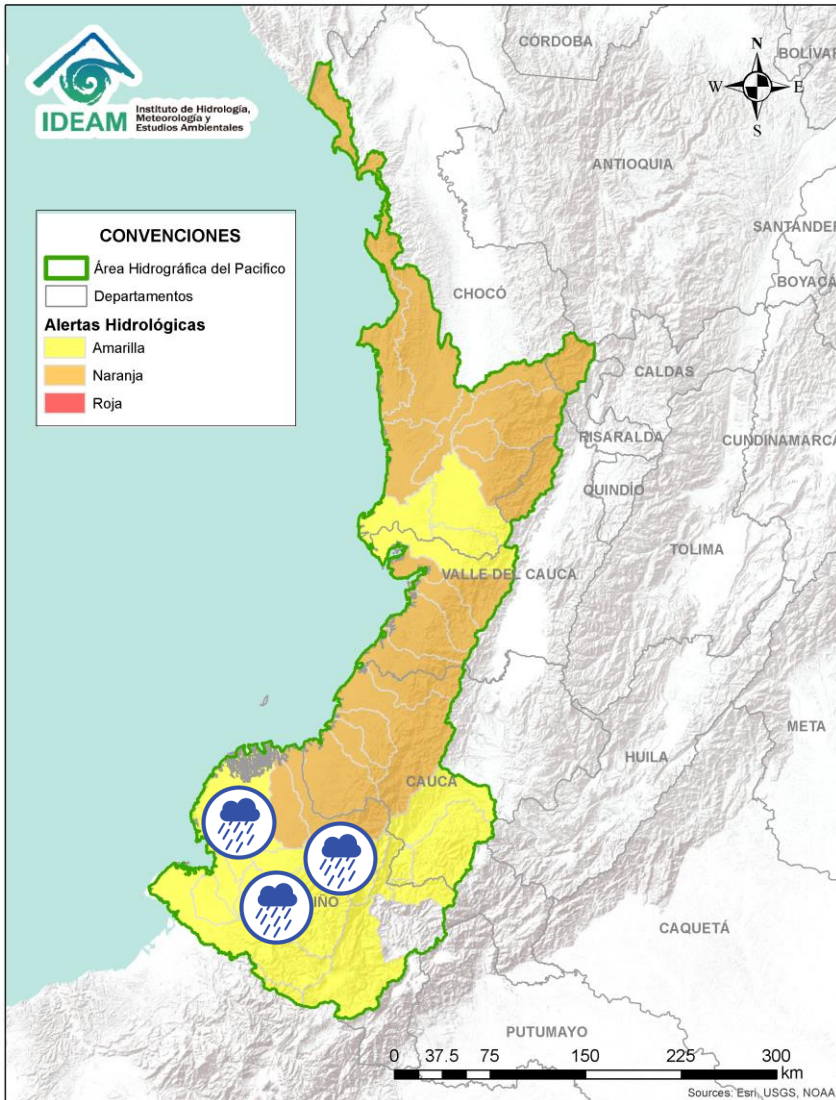 CÓRDOBA
BOLÍVAR
N
W
E
S
IDEAM
Instituto de Hidrología,
Meteorología y
Estudios Ambientales
ANTIOQUIA
SANTANDER
CONVENCIONES
Área Hidrográfica del Pacifico
Departamentos
Alertas Hidrológicas
Amarilla
Naranja
Roja
BOYACÁ
CHOCÓ
CALDAS
RISARALDA
CUNDINAMARCA
QUINDÍO
TOLIMA
VALLE DEL CAUCA
META
HUILA
CAUCA
IÑO
CAQUETÁ
PUTUMAYO
0 37.5 75 150 225 300
km
Sources: Esri, USGS, NOAA